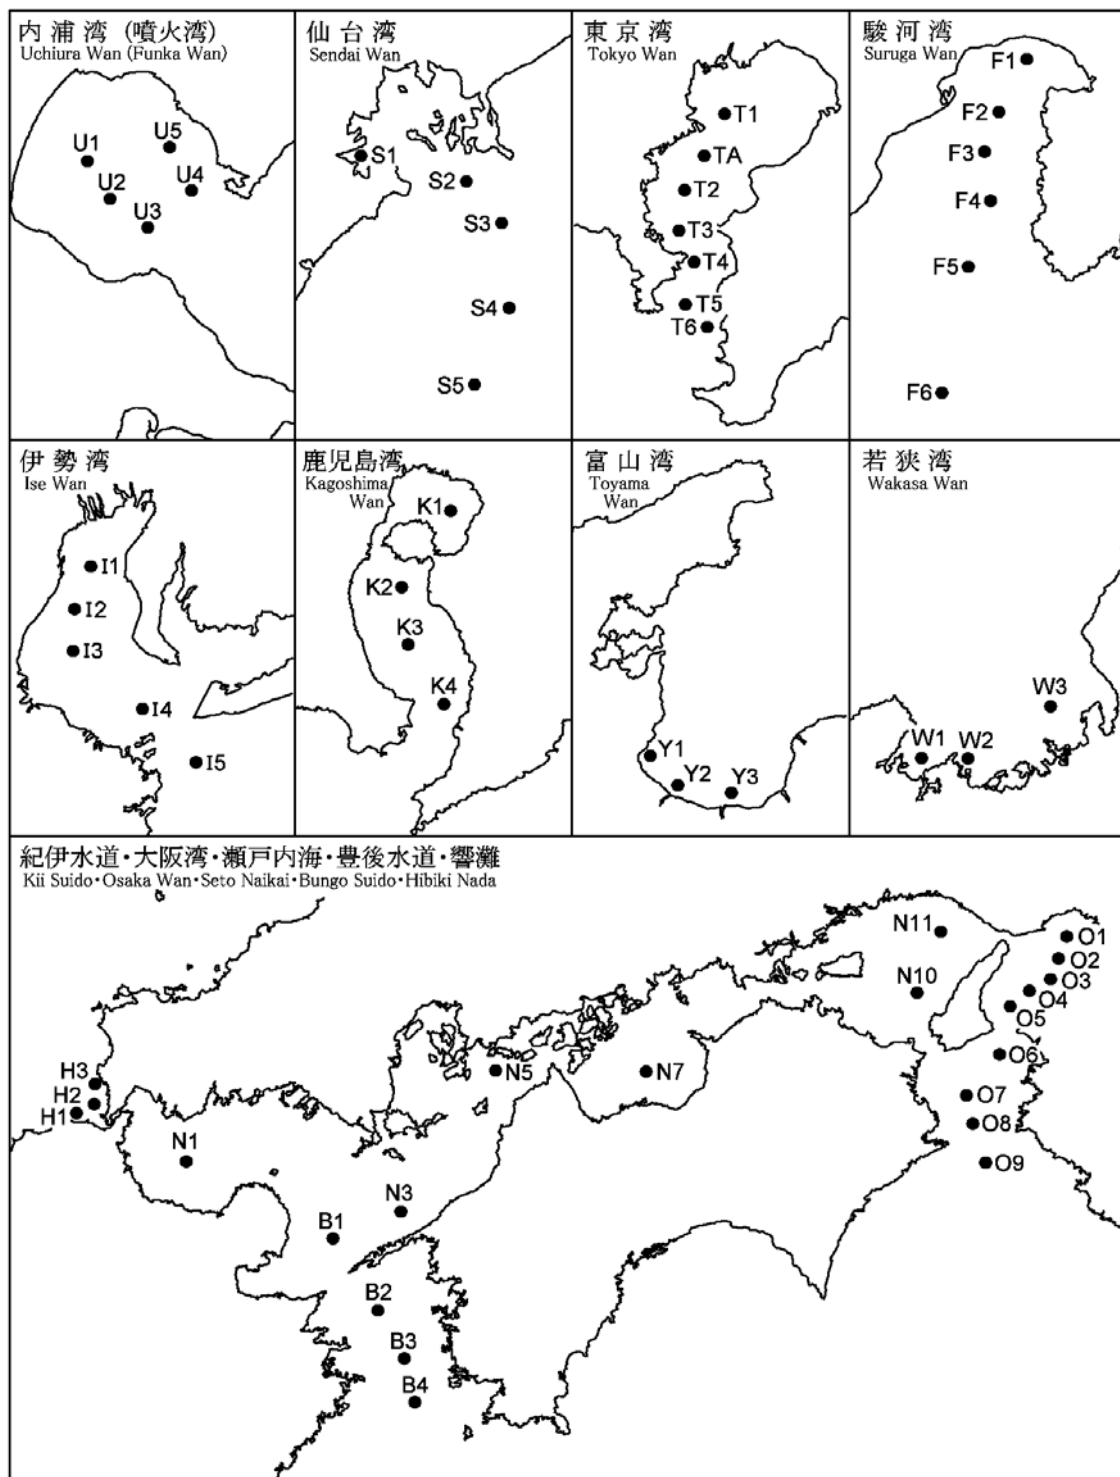 内浦湾 (噴火湾)
Uchiura Wan (Funka Wan)
U1
U5
U2
U4
U3
仙台湾
Sendai Wan
S1
S2
S3
S4
S5
東京湾
Tokyo Wan
T1
TA
T2
T3
T4
T5
T6
駿河湾
Suruga Wan
F1
F2
F3
F4
F5
F6
伊勢湾
Ise Wan
I1
I2
I3
I4
I5
鹿児島湾
Kagoshima
Wan
K1
K2
K3
K4
富山湾
Toyama
Wan
Y1
Y2
Y3
若狭湾
Wakasa Wan
W3
W1
W2
紀伊水道・大阪湾・瀬戸内海・豊後水道・響灘
Kii Suido・Osaka Wan・Seto Naikai・Bungo Suido・Hibiki Nada
N11
O1
O2
O3
N10
O4
O5
O6
H3
N5
N7
H2
O7
H1
O8
N1
O9
N3
B1
B2
B3
B4